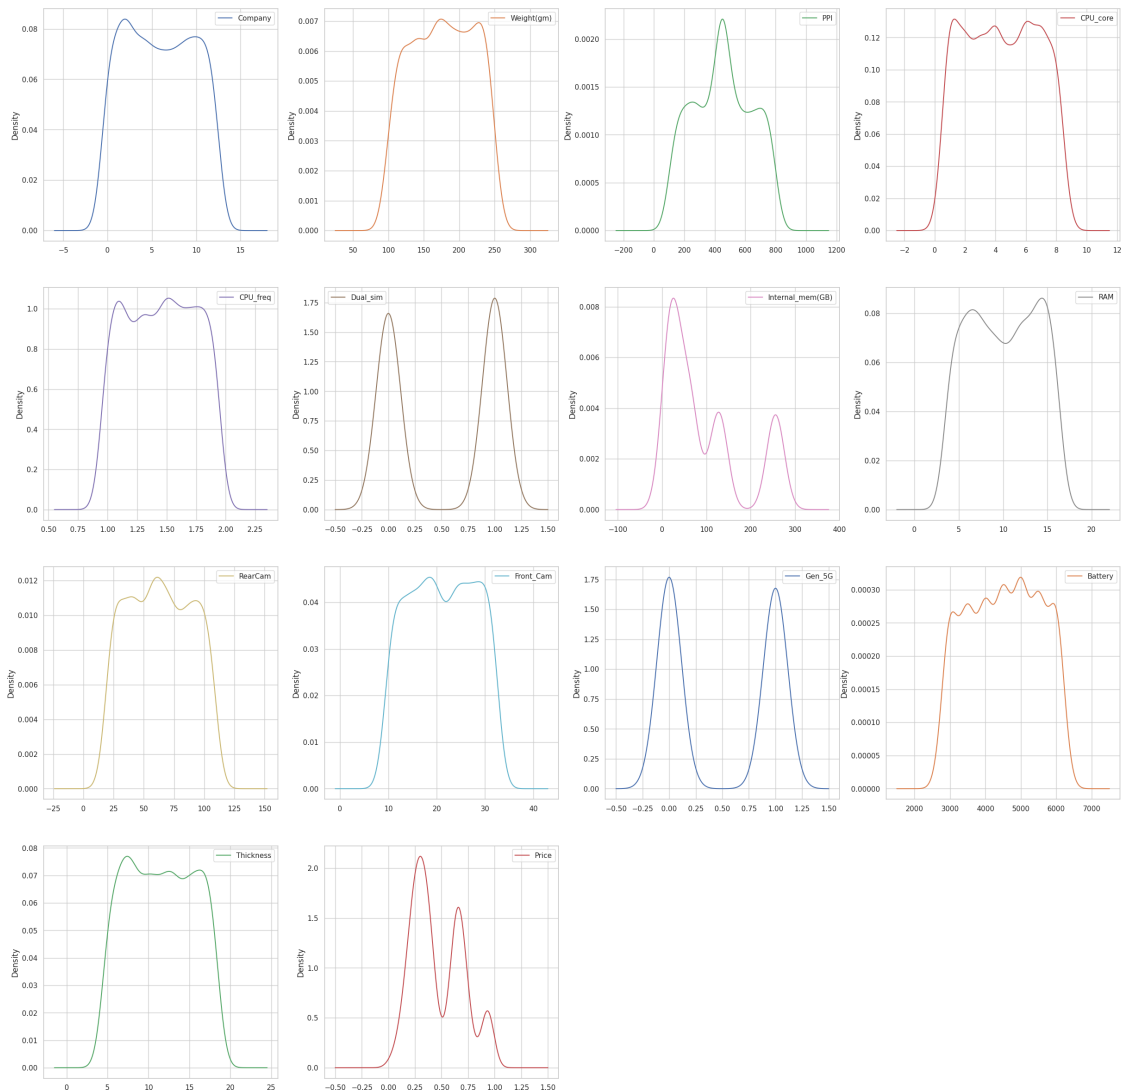 Company
Density
0.08
0.06
0.04
0.02
0.00
−5 0 5 10 15
Weight(gm)
Density
0.007
0.006
0.005
0.004
0.003
0.002
0.001
0.000
50 100 150 200 250 300
PPI
Density
0.0020
0.0015
0.0010
0.0005
0.0000
−200 0 200 400 600 800 1000 1200
CPU_core
Density
0.12
0.10
0.08
0.06
0.04
0.02
0.00
−2 0 2 4 6 8 10 12
CPU_freq
Density
1.0
0.8
0.6
0.4
0.2
0.0
0.50 0.75 1.00 1.25 1.50 1.75 2.00 2.25
Dual_sim
Density
1.75
1.50
1.25
1.00
0.75
0.50
0.25
0.00
−0.50 −0.25 0.00 0.25 0.50 0.75 1.00 1.25 1.50
Internal_mem(GB)
Density
0.008
0.006
0.004
0.002
0.000
−100 0 100 200 300 400
RAM
Density
0.08
0.06
0.04
0.02
0.00
0 5 10 15 20
RearCam
Density
0.012
0.010
0.008
0.006
0.004
0.002
0.000
−25 0 25 50 75 100 125 150
Front_Cam
Density
0.04
0.03
0.02
0.01
0.00
0 10 20 30 40
Gen_5G
Density
1.75
1.50
1.25
1.00
0.75
0.50
0.25
0.00
−0.50 −0.25 0.00 0.25 0.50 0.75 1.00 1.25 1.50
Battery
Density
0.00030
0.00025
0.00020
0.00015
0.00010
0.00005
0.00000
2000 3000 4000 5000 6000 7000
Thickness
Density
0.08
0.07
0.06
0.05
0.04
0.03
0.02
0.01
0.00
0 5 10 15 20 25
Price
Density
2.0
1.5
1.0
0.5
0.0
−0.50 −0.25 0.00 0.25 0.50 0.75 1.00 1.25 1.50